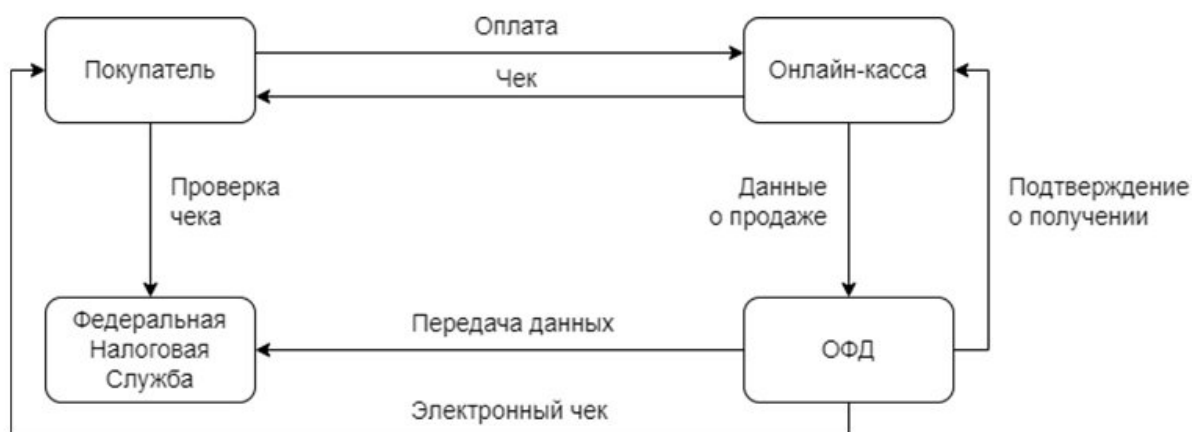 Оплата
Покупатель
Онлайн-касса
Чек
Проверка
чека
Данные
о продаже
Подтверждение
о получении
Федеральная
Налоговая
Служба
Передача данных
ОФД
Электронный чек